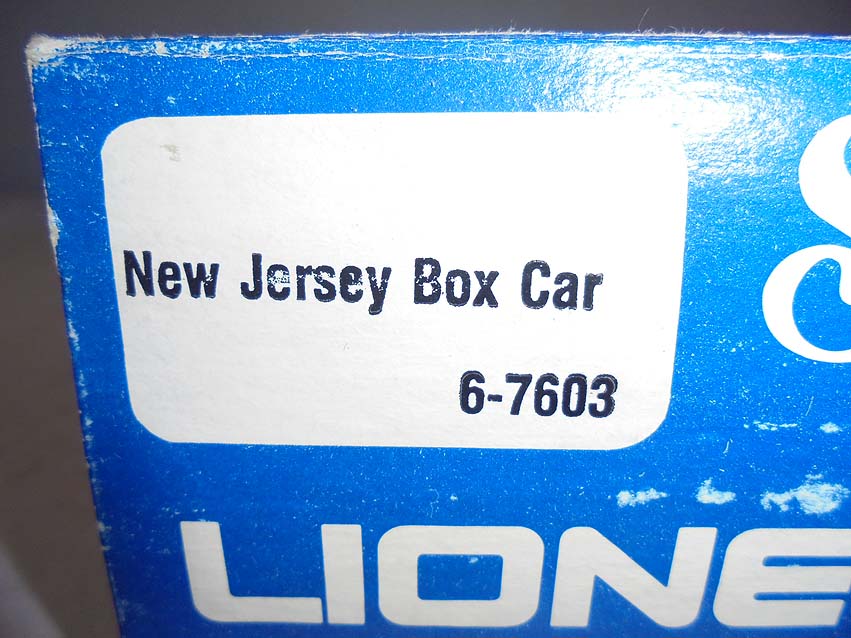 New Jersey Box Car
6-7603
S
LIONE